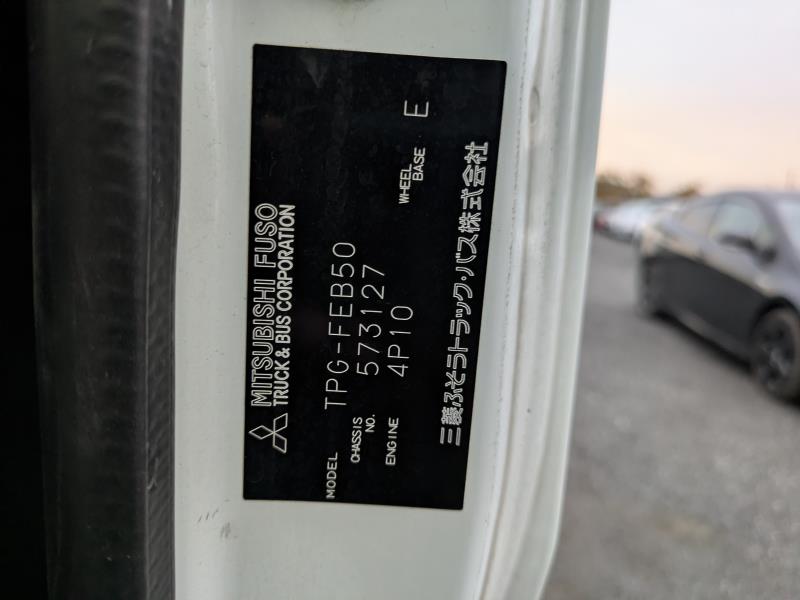 MITSUBISHI FUSO
TRUCK & BUS CORPORATION
MODEL TPG-FEB50
CHASSIS NO. 573127
ENGINE 4P10 WHEEL BASE E
三菱ふそうトラック・バス株式会社